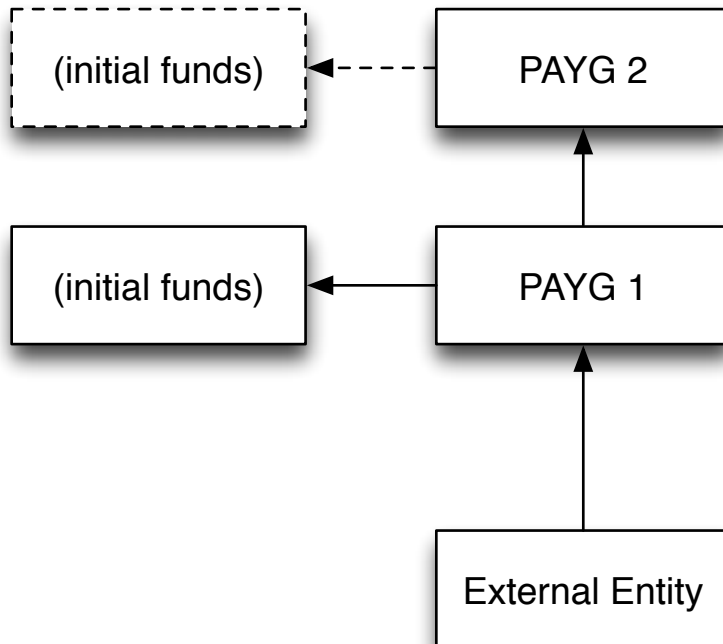 (initial funds)
PAYG 2
(initial funds)
PAYG 1
External Entity